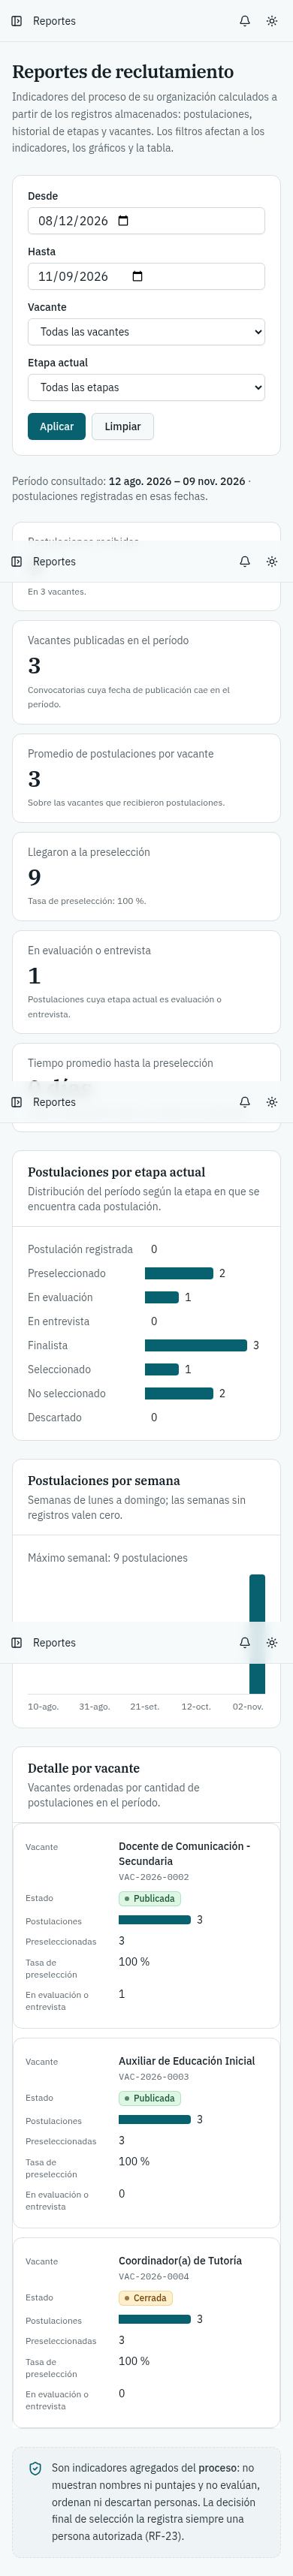 Reportes
Reportes de reclutamiento
Indicadores del proceso de su organización calculados a
partir de los registros almacenados: postulaciones,
historial de etapas y vacantes. Los filtros afectan a los
indicadores, los gráficos y la tabla.
Desde
08/12/2026
Hasta
11/09/2026
Vacante
Todas las vacantes
Etapa actual
Todas las etapas
Aplicar Limpiar
Período consultado: 12 ago. 2026 – 09 nov. 2026 ·
postulaciones registradas en esas fechas.
Reportes
En 3 vacantes.
Vacantes publicadas en el período
3
Convocatorias cuya fecha de publicación cae en el
período.
Promedio de postulaciones por vacante
3
Sobre las vacantes que recibieron postulaciones.
Llegaron a la preselección
9
Tasa de preselección: 100 %.
En evaluación o entrevista
1
Postulaciones cuya etapa actual es evaluación o
entrevista.
Tiempo promedio hasta la preselección
Reportes
Postulaciones por etapa actual
Distribución del período según la etapa en que se
encuentra cada postulación.
Postulación registrada 0
Preseleccionado 2
En evaluación 1
En entrevista 0
Finalista 3
Seleccionado 1
No seleccionado 2
Descartado 0
Postulaciones por semana
Semanas de lunes a domingo; las semanas sin
registros valen cero.
Máximo semanal: 9 postulaciones
Reportes
10-ago. 31-ago. 21-set. 12-oct. 02-nov.
Detalle por vacante
Vacantes ordenadas por cantidad de
postulaciones en el período.
Vacante Docente de Comunicación -
Secundaria
VAC-2026-0002
Estado Publicada
Postulaciones 3
Preseleccionadas 3
Tasa de 100 %
preselección
En evaluación o 1
entrevista
Vacante Auxiliar de Educación Inicial
VAC-2026-0003
Estado Publicada
Postulaciones 3
Preseleccionadas 3
Tasa de 100 %
preselección
En evaluación o 0
entrevista
Vacante Coordinador(a) de Tutoría
VAC-2026-0004
Estado Cerrada
Postulaciones 3
Preseleccionadas 3
Tasa de 100 %
preselección
En evaluación o 0
entrevista
Son indicadores agregados del proceso: no
muestran nombres ni puntajes y no evalúan,
ordenan ni descartan personas. La decisión
final de selección la registra siempre una
persona autorizada (RF-23).